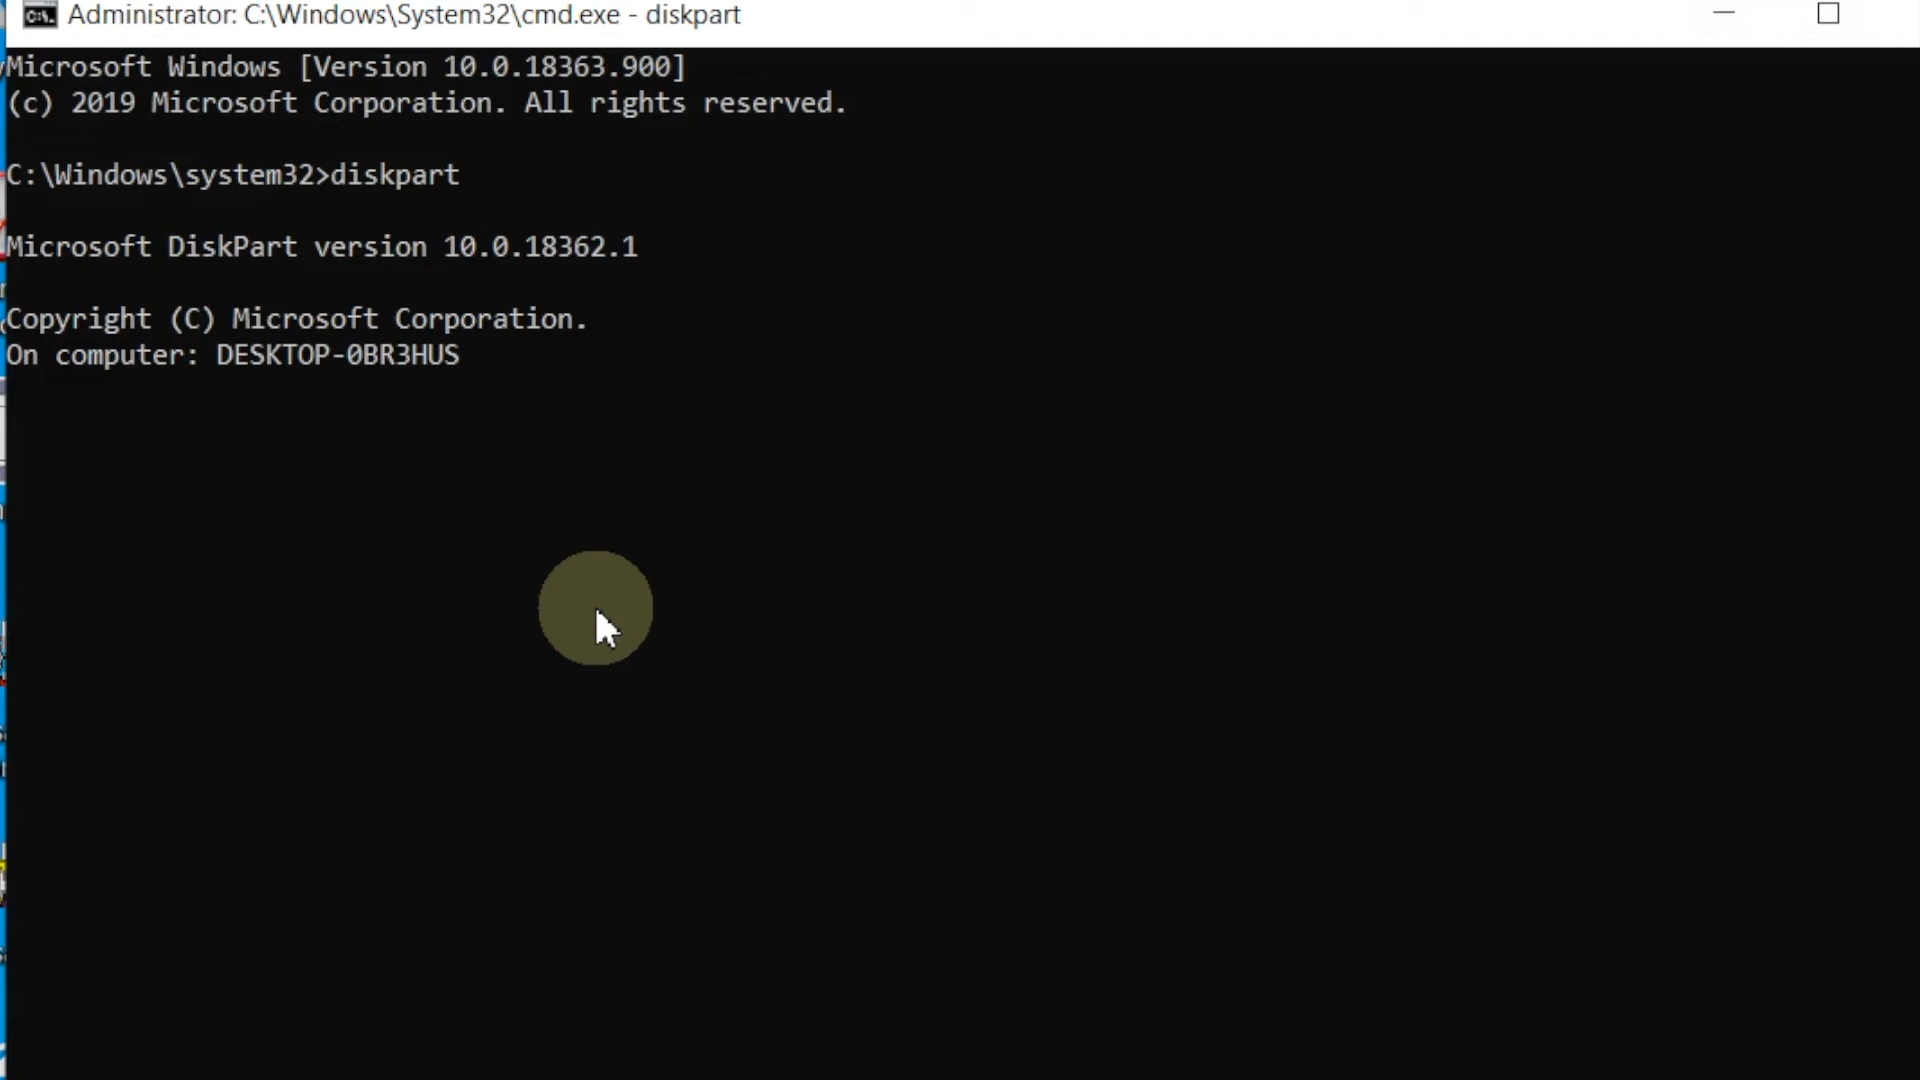 Administrator: C:\Windows\System32\cmd.exe - diskpart
Microsoft Windows [Version 10.0.18363.900]
(c) 2019 Microsoft Corporation. All rights reserved.
C:\Windows\system32>diskpart
Microsoft DiskPart version 10.0.18362.1
Copyright (C) Microsoft Corporation.
On computer: DESKTOP-0BR3HUS